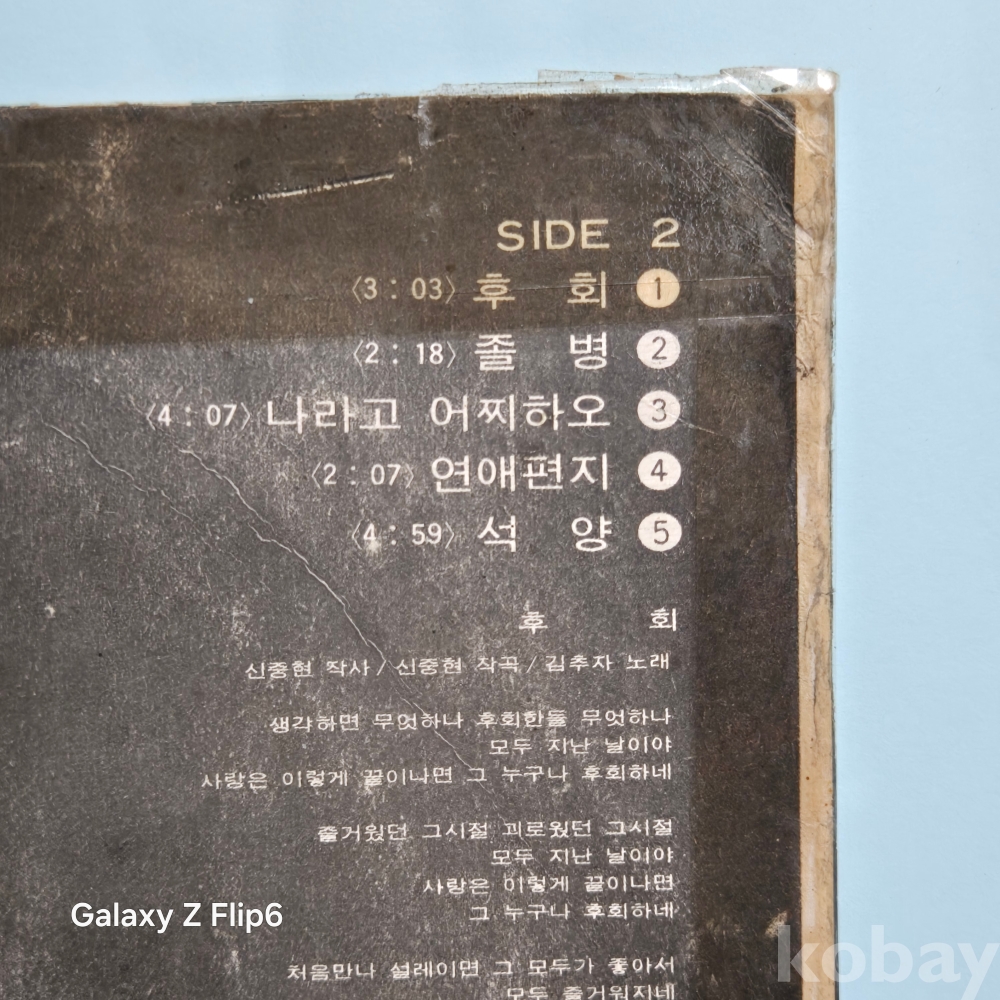 SIDE 2
〈3 : 03〉 후 회 1
〈2 : 18〉 졸 병 2
〈4 : 07〉 나라고 어찌하오 3
〈2 : 07〉 연애편지 4
〈4 : 59〉 석 양 5
후 회
신중현 작사 / 신중현 작곡 / 김추자 노래
생각하면 무엇하나 후회한들 무엇하나
모두 지난 날이야
사랑은 이렇게 끝이나면 그 누구나 후회하네
즐거웠던 그시절 괴로웠던 그시절
모두 지난 날이야
사랑은 이렇게 끝이나면
그 누구나 후회하네
처음만나 설레이면 그 모두가 좋아서
모두 즐거워지네
Galaxy Z Flip6
kobay